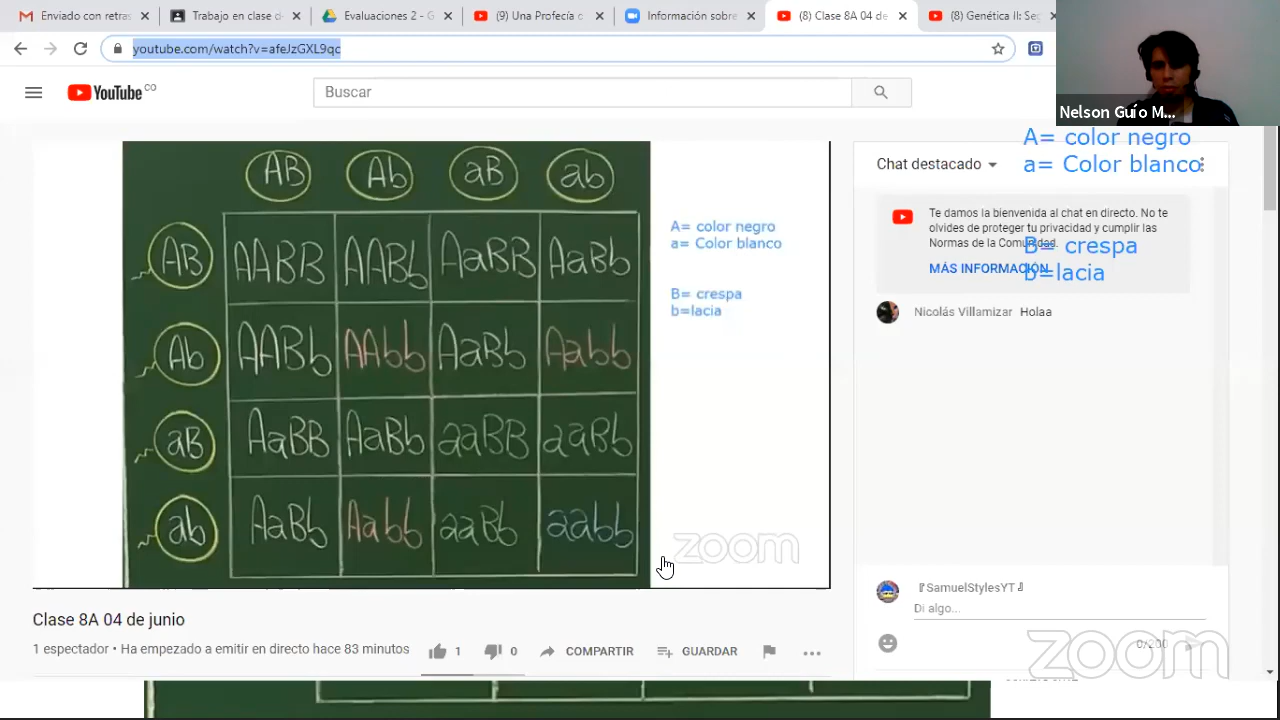 Enviado con retras
Trabajo en clase d
Evaluaciones 2 - G
(9) Una Profecía o
Información sobre
(8) Clase 8A 04 de
(8) Genética II: Seg
youtube.com/watch?v=afeJzGXL9qc
YouTube CO
Buscar
Nelson Guío M...
A= color negro
a= Color blanco
B= crespa
b=lacia
AB Ab aB ab
AB AABB AABb AaBB AaBb
Ab AABb AAbb AaBb Aabb
aB AaBB AaBb aaBB aaBb
ab AaBb Aabb aaBb aabb
A= color negro
a= Color blanco
B= crespa
b=lacia
zoom
Chat destacado
Te damos la bienvenida al chat en directo. No te
olvides de proteger tu privacidad y cumplir las
Normas de la Comunidad.
MÁS INFORMACIÓN
Nicolás Villamizar Holaa
『SamuelStylesYT』
Di algo...
0/200
zoom
Clase 8A 04 de junio
1 espectador • Ha empezado a emitir en directo hace 83 minutos
1 0 COMPARTIR GUARDAR